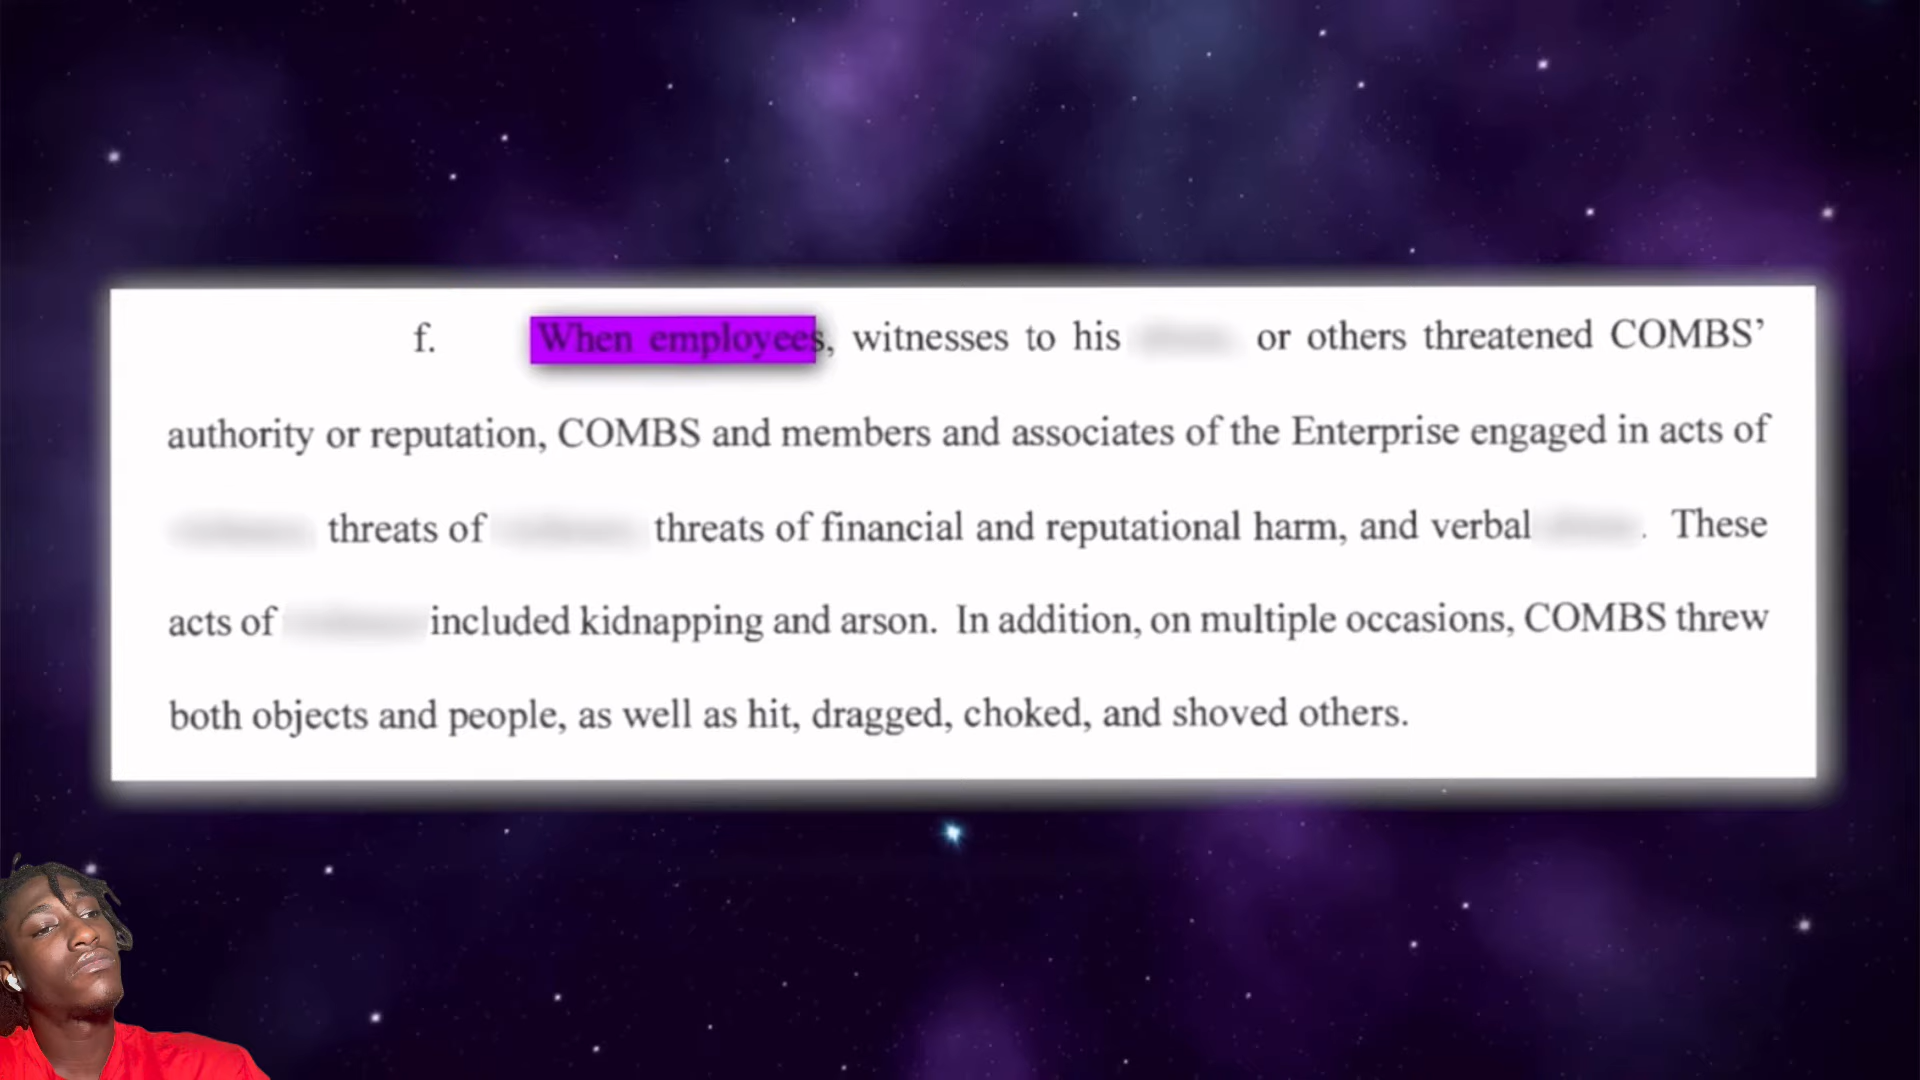 f. When employees, witnesses to his or others threatened COMBS’
authority or reputation, COMBS and members and associates of the Enterprise engaged in acts of
threats of threats of financial and reputational harm, and verbal . These
acts of included kidnapping and arson. In addition, on multiple occasions, COMBS threw
both objects and people, as well as hit, dragged, choked, and shoved others.